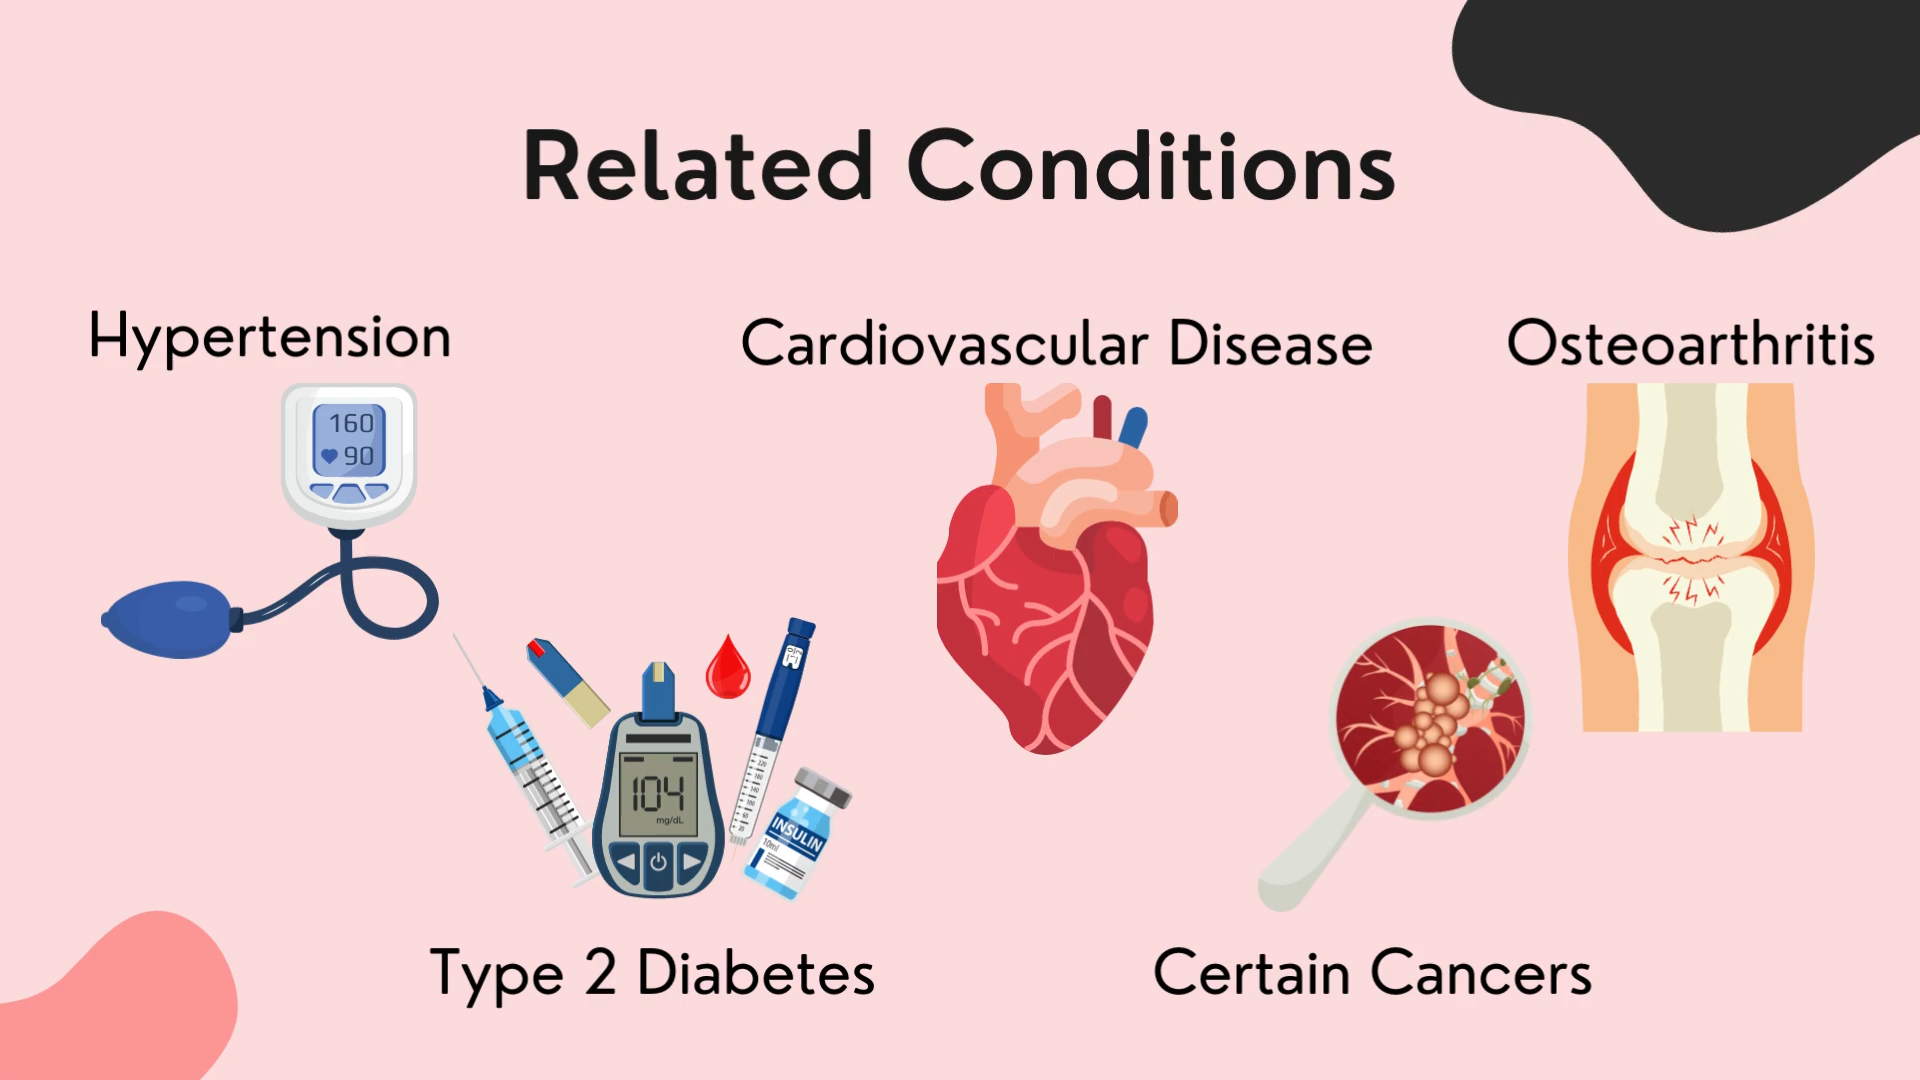 Related Conditions
Hypertension
Cardiovascular Disease
Osteoarthritis
160
90
104
mg/dL
INSULIN
10ml
Type 2 Diabetes
Certain Cancers